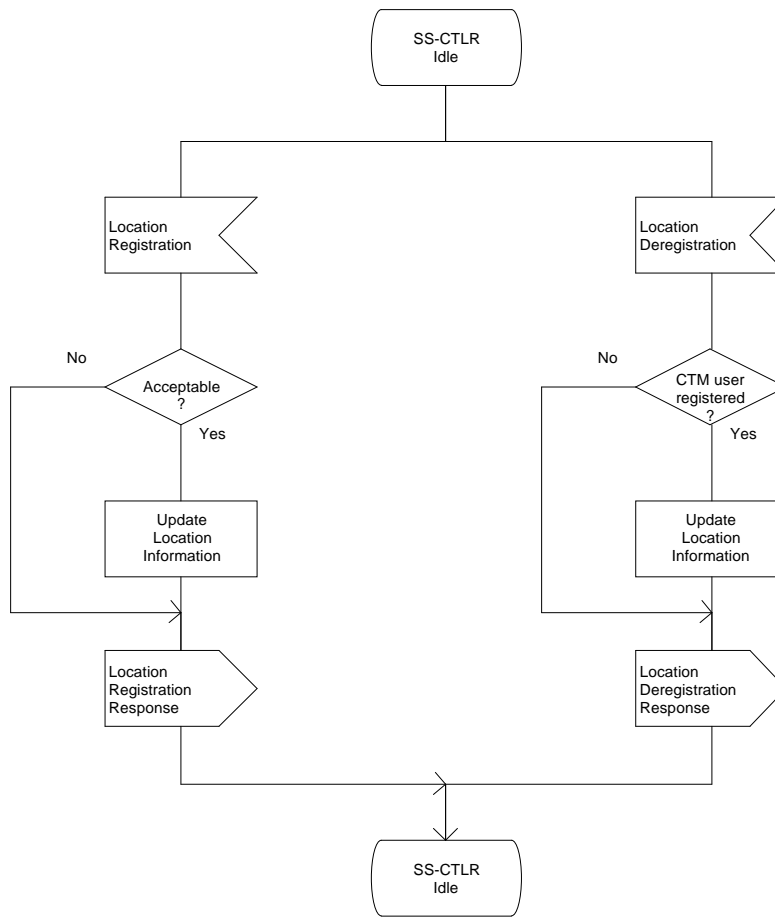 SS-CTLR
Idle
Location
Registration
Location
Deregistration
No
Acceptable
?
Yes
No
CTM user
registered
?
Yes
Update
Location
Information
Update
Location
Information
Location
Registration
Response
Location
Deregistration
Response
SS-CTLR
Idle